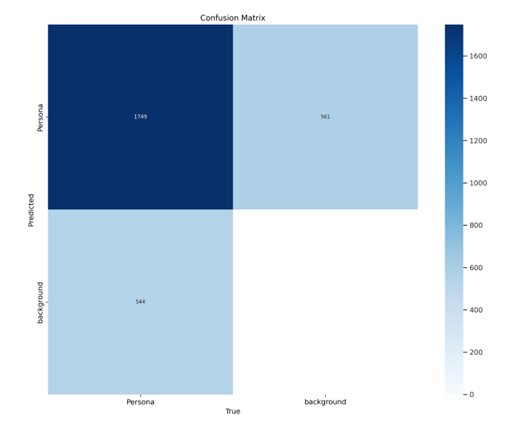 Confusion Matrix
Persona
1749
561
Predicted
background
544
Persona
background
True
1600
1400
1200
1000
800
600
400
200
0